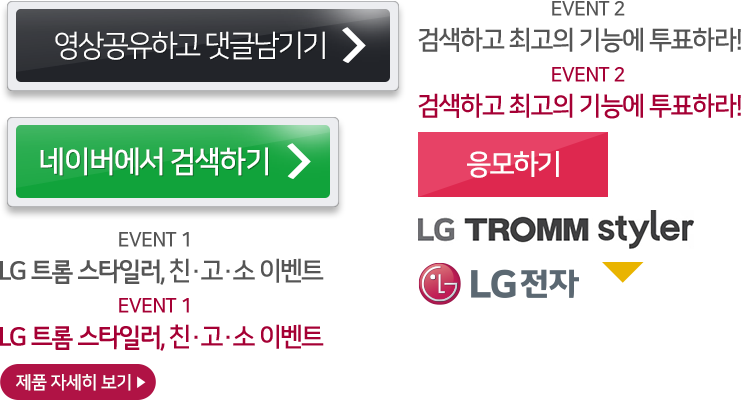 영상공유하고 댓글남기기
네이버에서 검색하기
EVENT 1
LG 트롬 스타일러, 친·고·소 이벤트
EVENT 1
LG 트롬 스타일러, 친·고·소 이벤트
제품 자세히 보기
EVENT 2
검색하고 최고의 기능에 투표하라!
EVENT 2
검색하고 최고의 기능에 투표하라!
응모하기
LG TROMM styler
LG전자